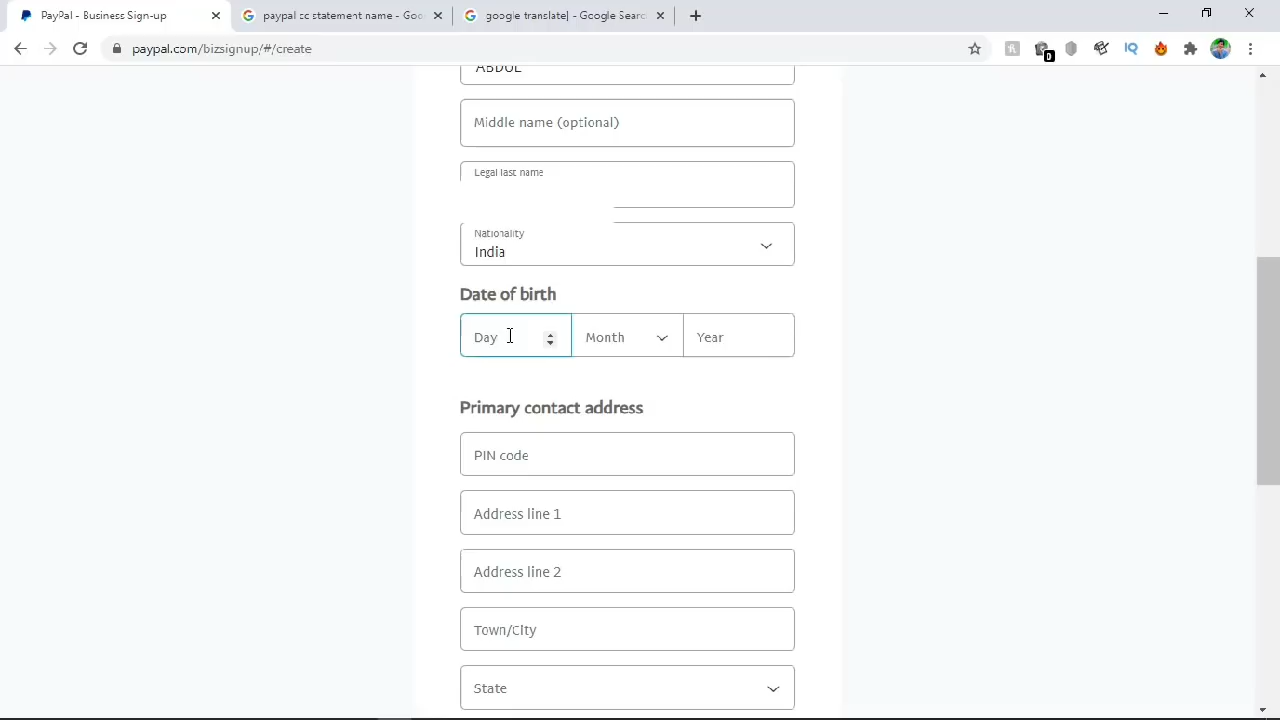 PayPal - Business Sign-up
paypal cc statement name - Goo
google translate| - Google Searc
paypal.com/bizsignup/#/create
0
IQ
ABDUL
Middle name (optional)
Legal last name
Nationality
India
Date of birth
Day
Month
Year
Primary contact address
PIN code
Address line 1
Address line 2
Town/City
State